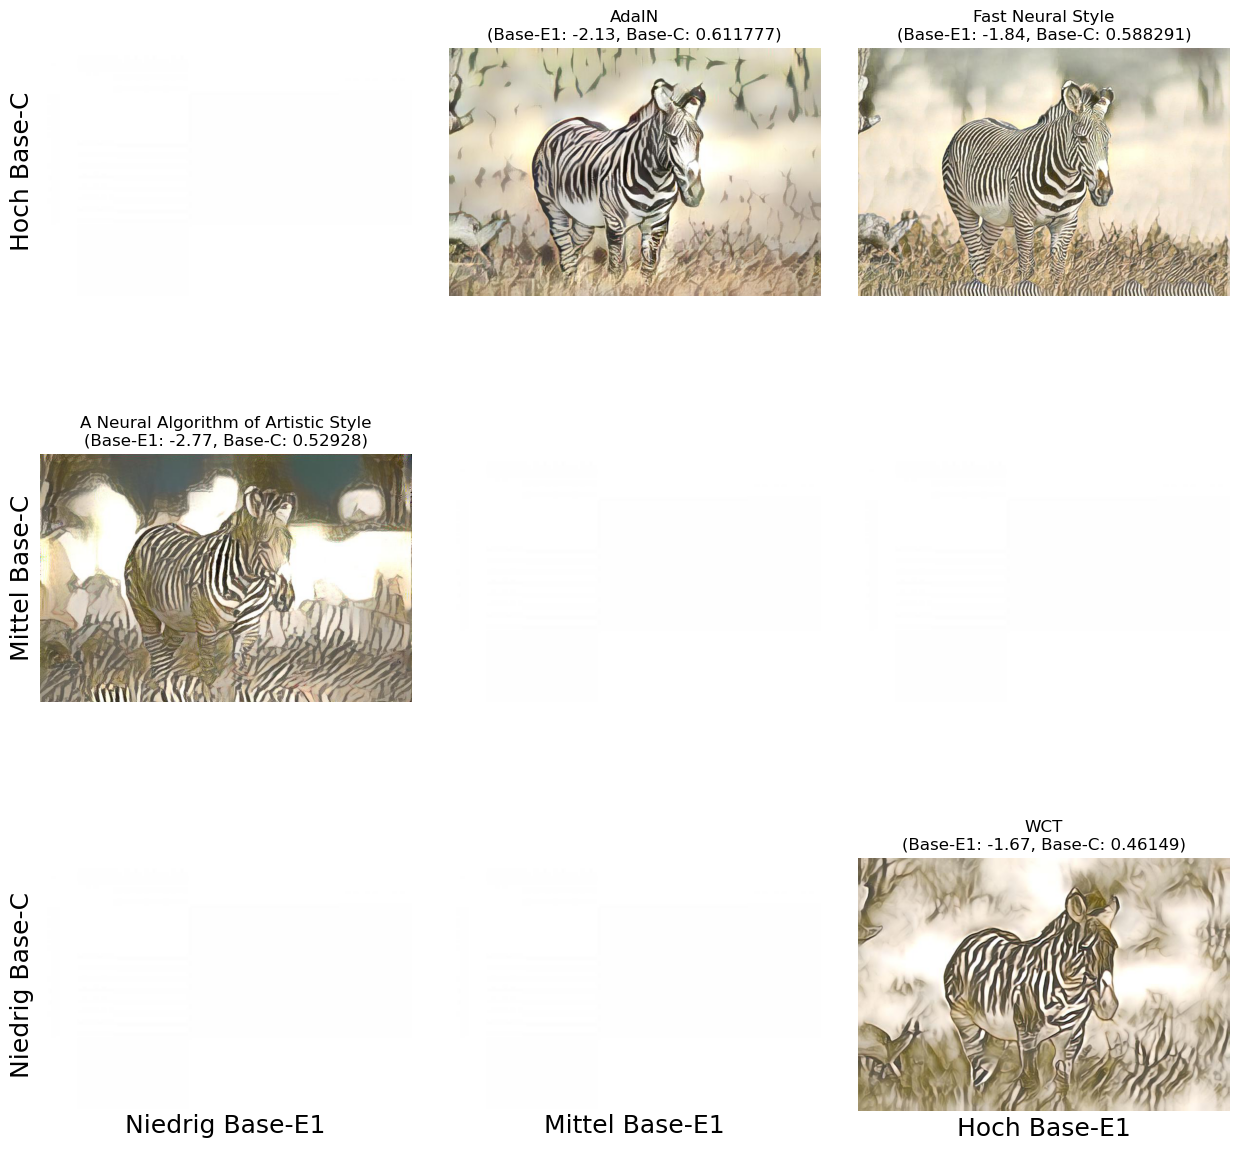 AdaIN
(Base-E1: -2.13, Base-C: 0.611777)
Fast Neural Style
(Base-E1: -1.84, Base-C: 0.588291)
Hoch Base-C
A Neural Algorithm of Artistic Style
(Base-E1: -2.77, Base-C: 0.52928)
Mittel Base-C
WCT
(Base-E1: -1.67, Base-C: 0.46149)
Niedrig Base-C
Niedrig Base-E1
Mittel Base-E1
Hoch Base-E1